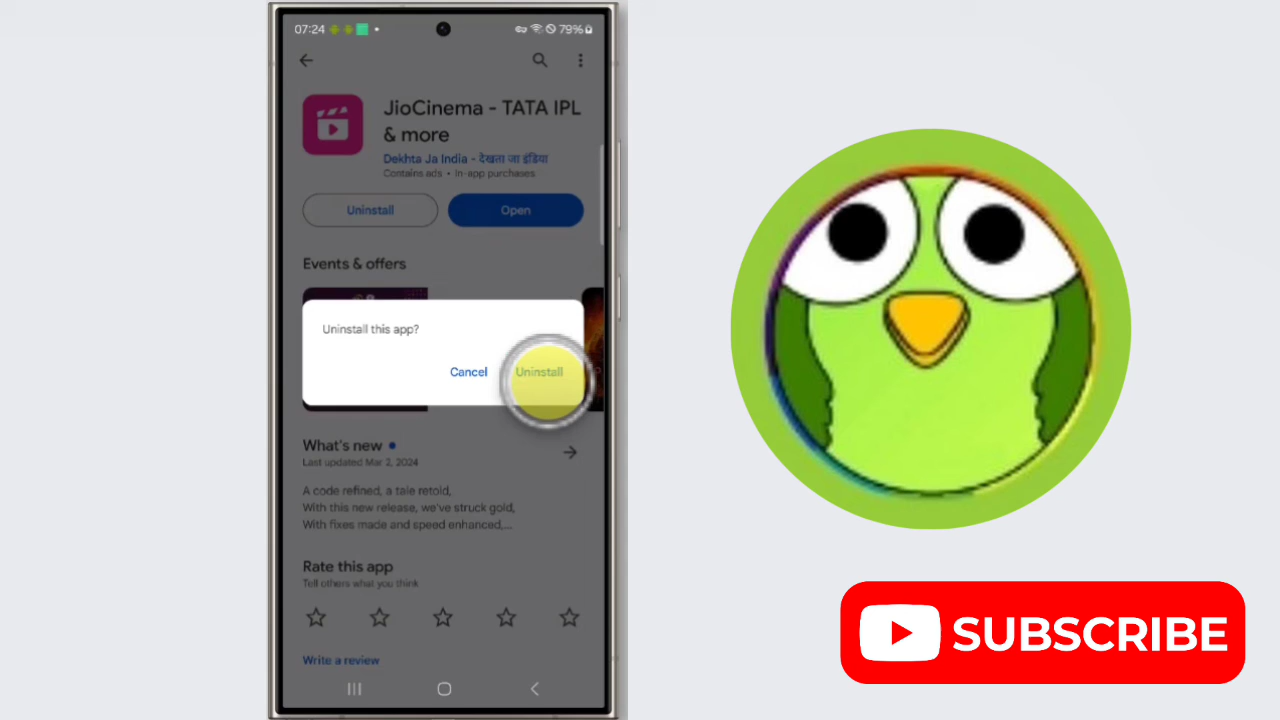 07:24
79%
JioCinema - TATA IPL
& more
Dekhta Ja India - देखता जा इंडिया
Contains ads • In-app purchases
Uninstall
Open
Events & offers
Uninstall this app?
Cancel
Uninstall
What's new
Last updated Mar 2, 2024
A code refined, a tale retold,
With this new release, we've struck gold,
With fixes made and speed enhanced,...
Rate this app
Tell others what you think
Write a review
SUBSCRIBE